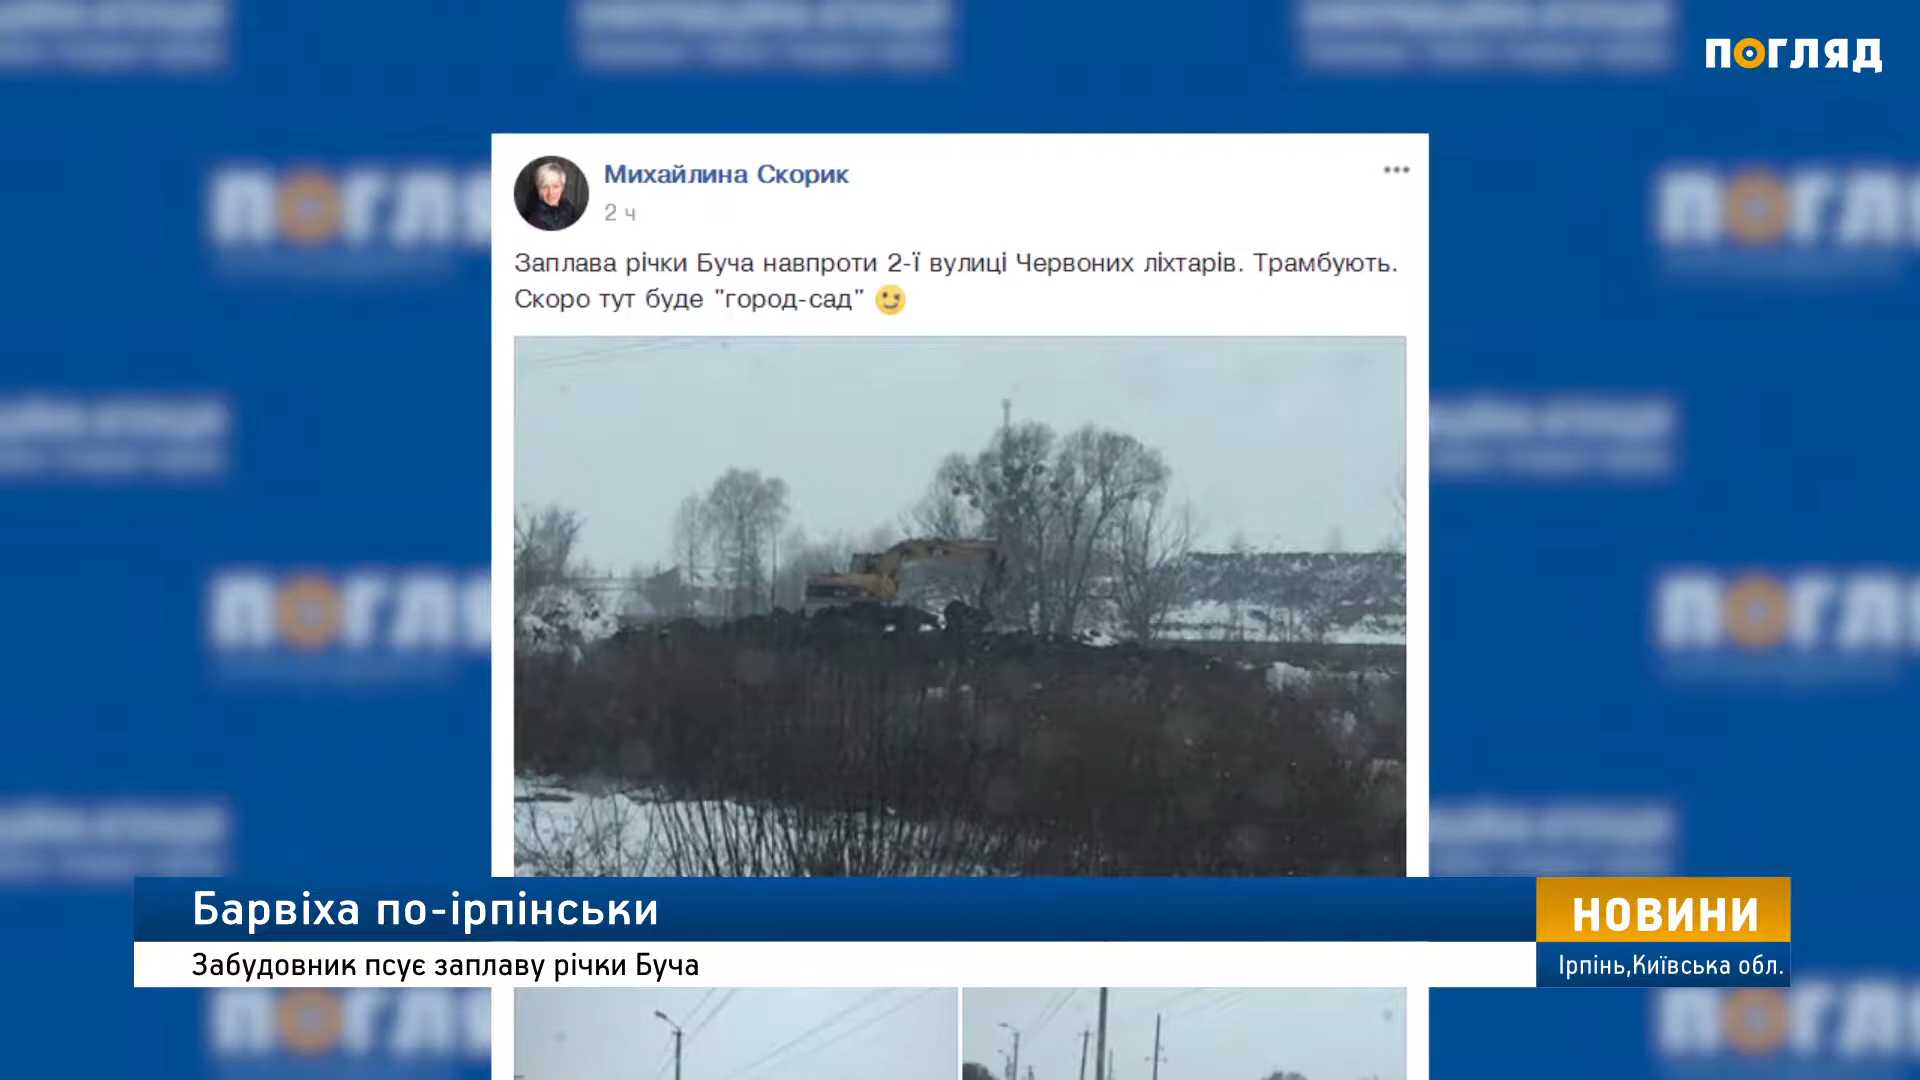 ПОГЛЯД
Михайлина Скорик
2 ч
Заплава річки Буча навпроти 2-ї вулиці Червоних ліхтарів. Трамбують.
Скоро тут буде "город-сад"
Барвіха по-ірпінськи
НОВИНИ
Забудовник псує заплаву річки Буча
Ірпінь,Київська обл.